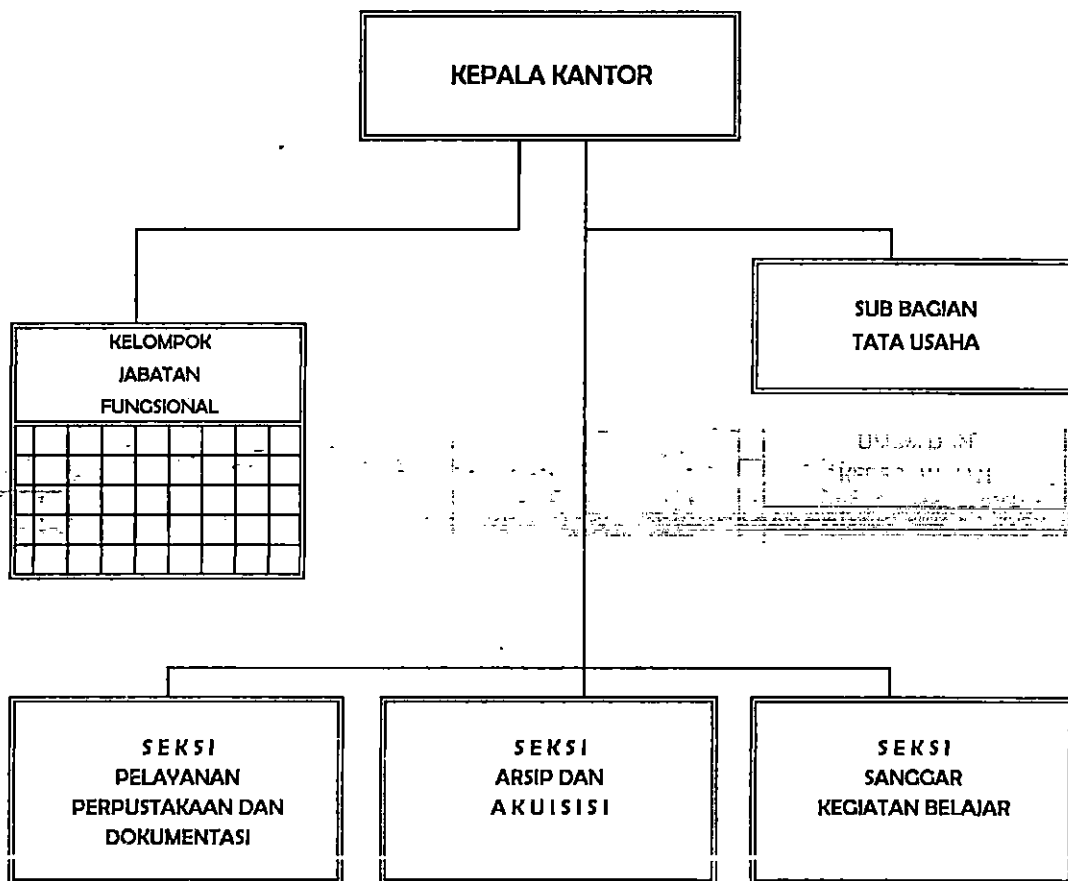 KEPALA KANTOR
SUB BAGIAN
TATA USAHA
KELOMPOK
JABATAN
FUNGSIONAL
SEKSI
PELAYANAN
PERPUSTAKAAN DAN
DOKUMENTASI
SEKSI
ARSIP DAN
AKUISISI
SEKSI
SANGGAR
KEGIATAN BELAJAR